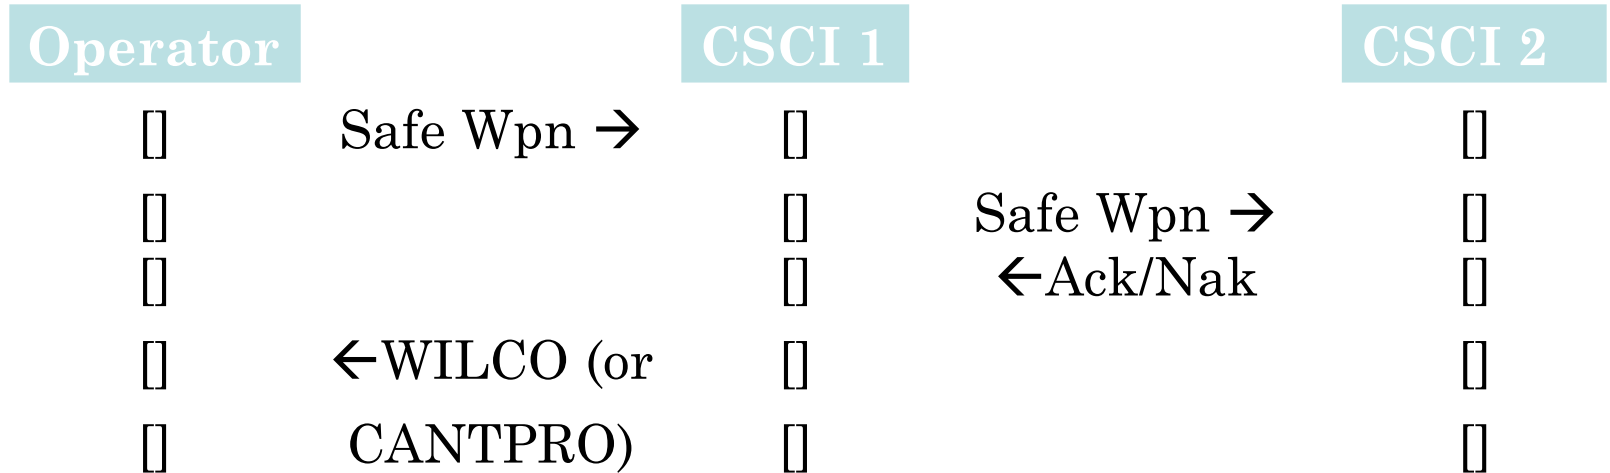 Operator CSCI 1 CSCI 2
[] Safe Wpn → [] []
[] [] Safe Wpn → []
[] [] ←Ack/Nak []
[] ←WILCO (or [] []
[] CANTPRO) [] []